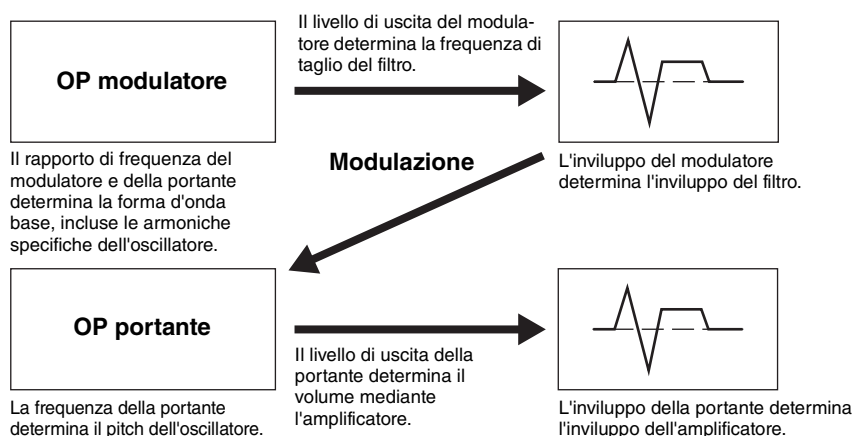 Il livello di uscita del modula-
tore determina la frequenza di
taglio del filtro.
OP modulatore
Il rapporto di frequenza del
modulatore e della portante
determina la forma d'onda
base, incluse le armoniche
specifiche dell'oscillatore.
Modulazione
L'inviluppo del modulatore
determina l'inviluppo del filtro.
OP portante
Il livello di uscita della
portante determina il
volume mediante
l'amplificatore.
La frequenza della portante
determina il pitch dell'oscillatore.
L'inviluppo della portante determina
l'inviluppo dell'amplificatore.